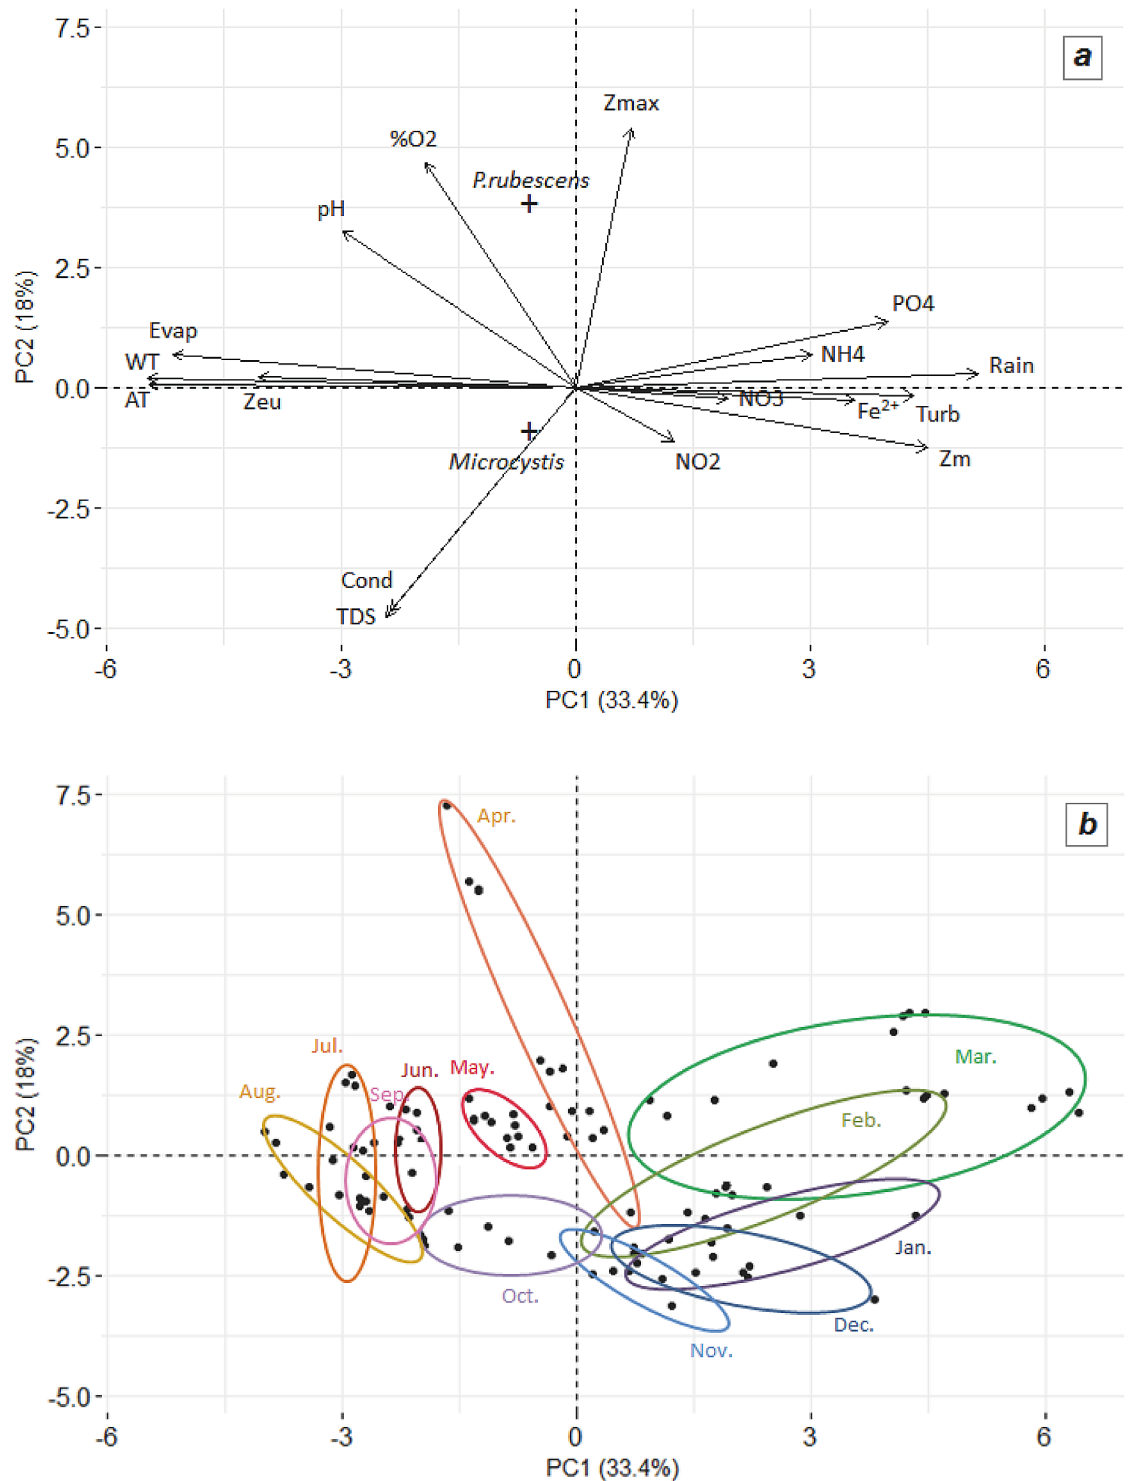 7.5
a
Zmax
%O2
5.0
P.rubescens
pH
2.5
PC2 (18%)
PO4
Evap
NH4
WT
Rain
0.0
AT
Zeu
NO3
Fe2+
Turb
Microcystis
NO2
Zm
-2.5
Cond
TDS
-5.0
-6 -3 0 3 6
PC1 (33.4%)
7.5
Apr.
b
5.0
2.5
PC2 (18%)
Jul.
Jun.
May.
Mar.
Aug.
Sep.
Feb.
0.0
Jan.
-2.5
Oct.
Dec.
Nov.
-5.0
-6 -3 0 3 6
PC1 (33.4%)